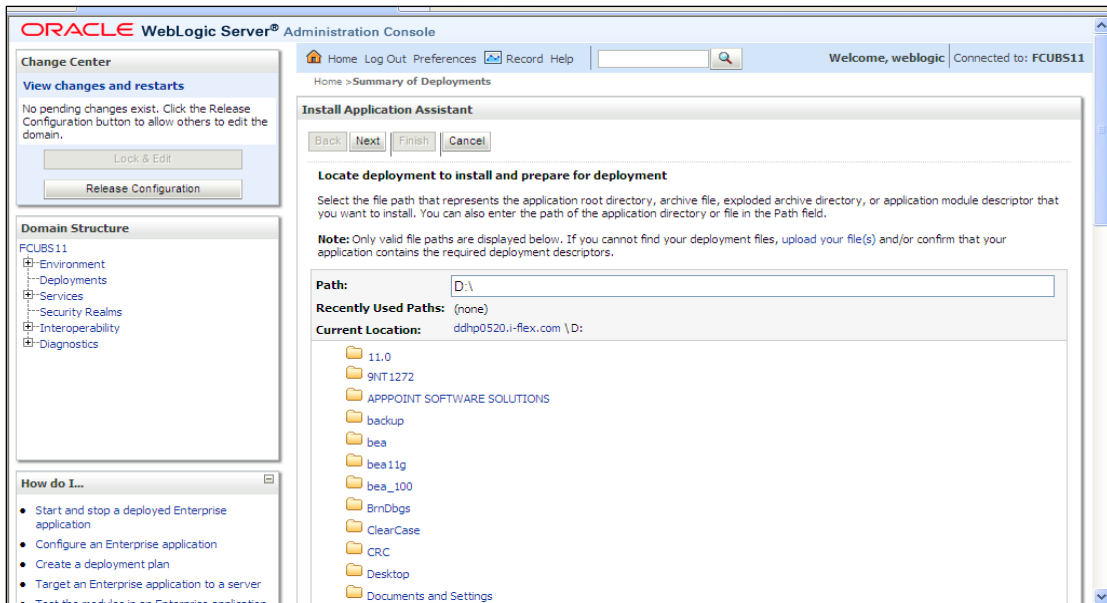 ORACLE WebLogic Server® Administration Console
Change Center
View changes and restarts
No pending changes exist. Click the Release
Configuration button to allow others to edit the
domain.
Lock & Edit
Release Configuration
Domain Structure
FCUBS11
Environment
Deployments
Services
Security Realms
Interoperability
Diagnostics
How do I...
Start and stop a deployed Enterprise
application
Configure an Enterprise application
Create a deployment plan
Target an Enterprise application to a server
Test the modules in an Enterprise application
Home Log Out Preferences Record Help
Welcome, weblogic Connected to: FCUBS11
Home >Summary of Deployments
Install Application Assistant
Back Next Finish Cancel
Locate deployment to install and prepare for deployment
Select the file path that represents the application root directory, archive file, exploded archive directory, or application module descriptor that
you want to install. You can also enter the path of the application directory or file in the Path field.
Note: Only valid file paths are displayed below. If you cannot find your deployment files, upload your file(s) and/or confirm that your
application contains the required deployment descriptors.
Path: D:\
Recently Used Paths: (none)
Current Location: ddhp0520.i-flex.com \D:
11.0
9NT1272
APPPOINT SOFTWARE SOLUTIONS
backup
bea
bea11g
bea_100
BrnDbgs
ClearCase
CRC
Desktop
Documents and Settings